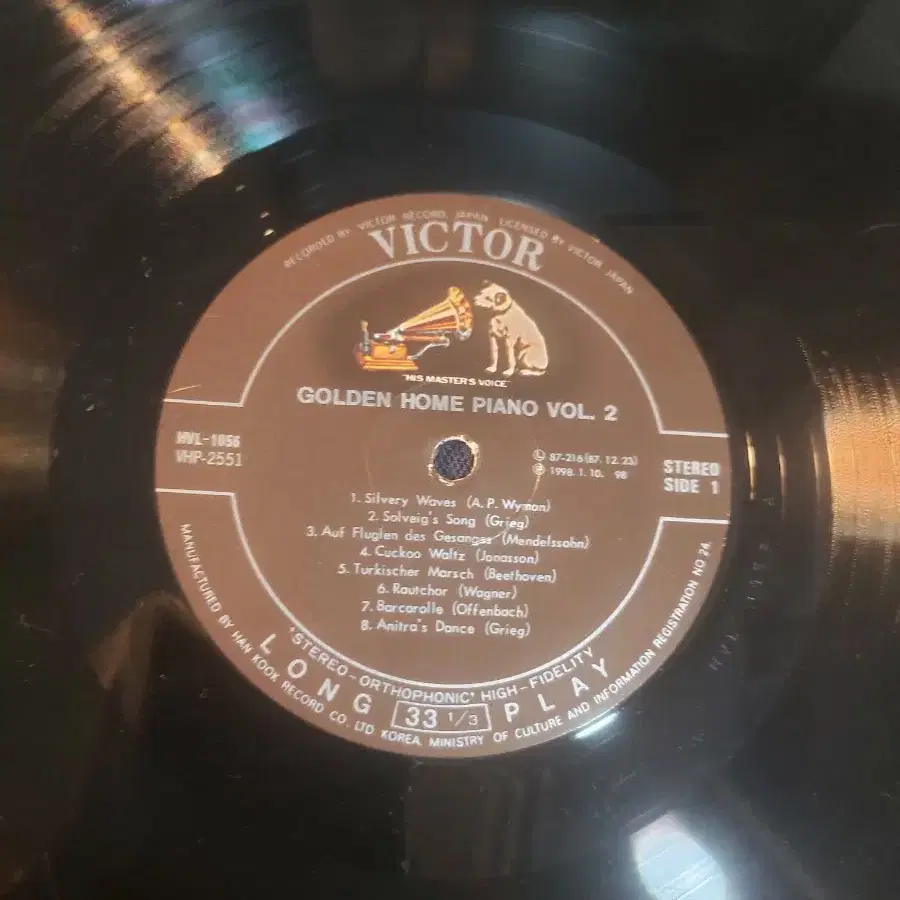 RECORDED BY VICTOR RECORD, JAPAN LICENSED BY VICTOR JAPAN
VICTOR
"HIS MASTER'S VOICE"
GOLDEN HOME PIANO VOL. 2
HVL-1056
VHP-2551
Ⓛ 87-216 (87. 12. 23)
Ⓟ 1998. 1. 10. 98
STEREO
SIDE 1
1. Silvery Waves (A. P. Wyman)
2. Solveig's Song (Grieg)
3. Auf Fluglen des Gesanges (Mendelssohn)
4. Cuckoo Waltz (Jonasson)
5. Turkischer Marsch (Beethoven)
6. Rautchor (Wagner)
7. Barcarolle (Offenbach)
8. Anitra's Dance (Grieg)
'STEREO-ORTHOPHONIC' HIGH-FIDELITY
LONG 33 1/3 PLAY
MANUFACTURED BY HAN KOOK RECORD CO., LTD KOREA, MINISTRY OF CULTURE AND INFORMATION REGISTRATION NO 24.